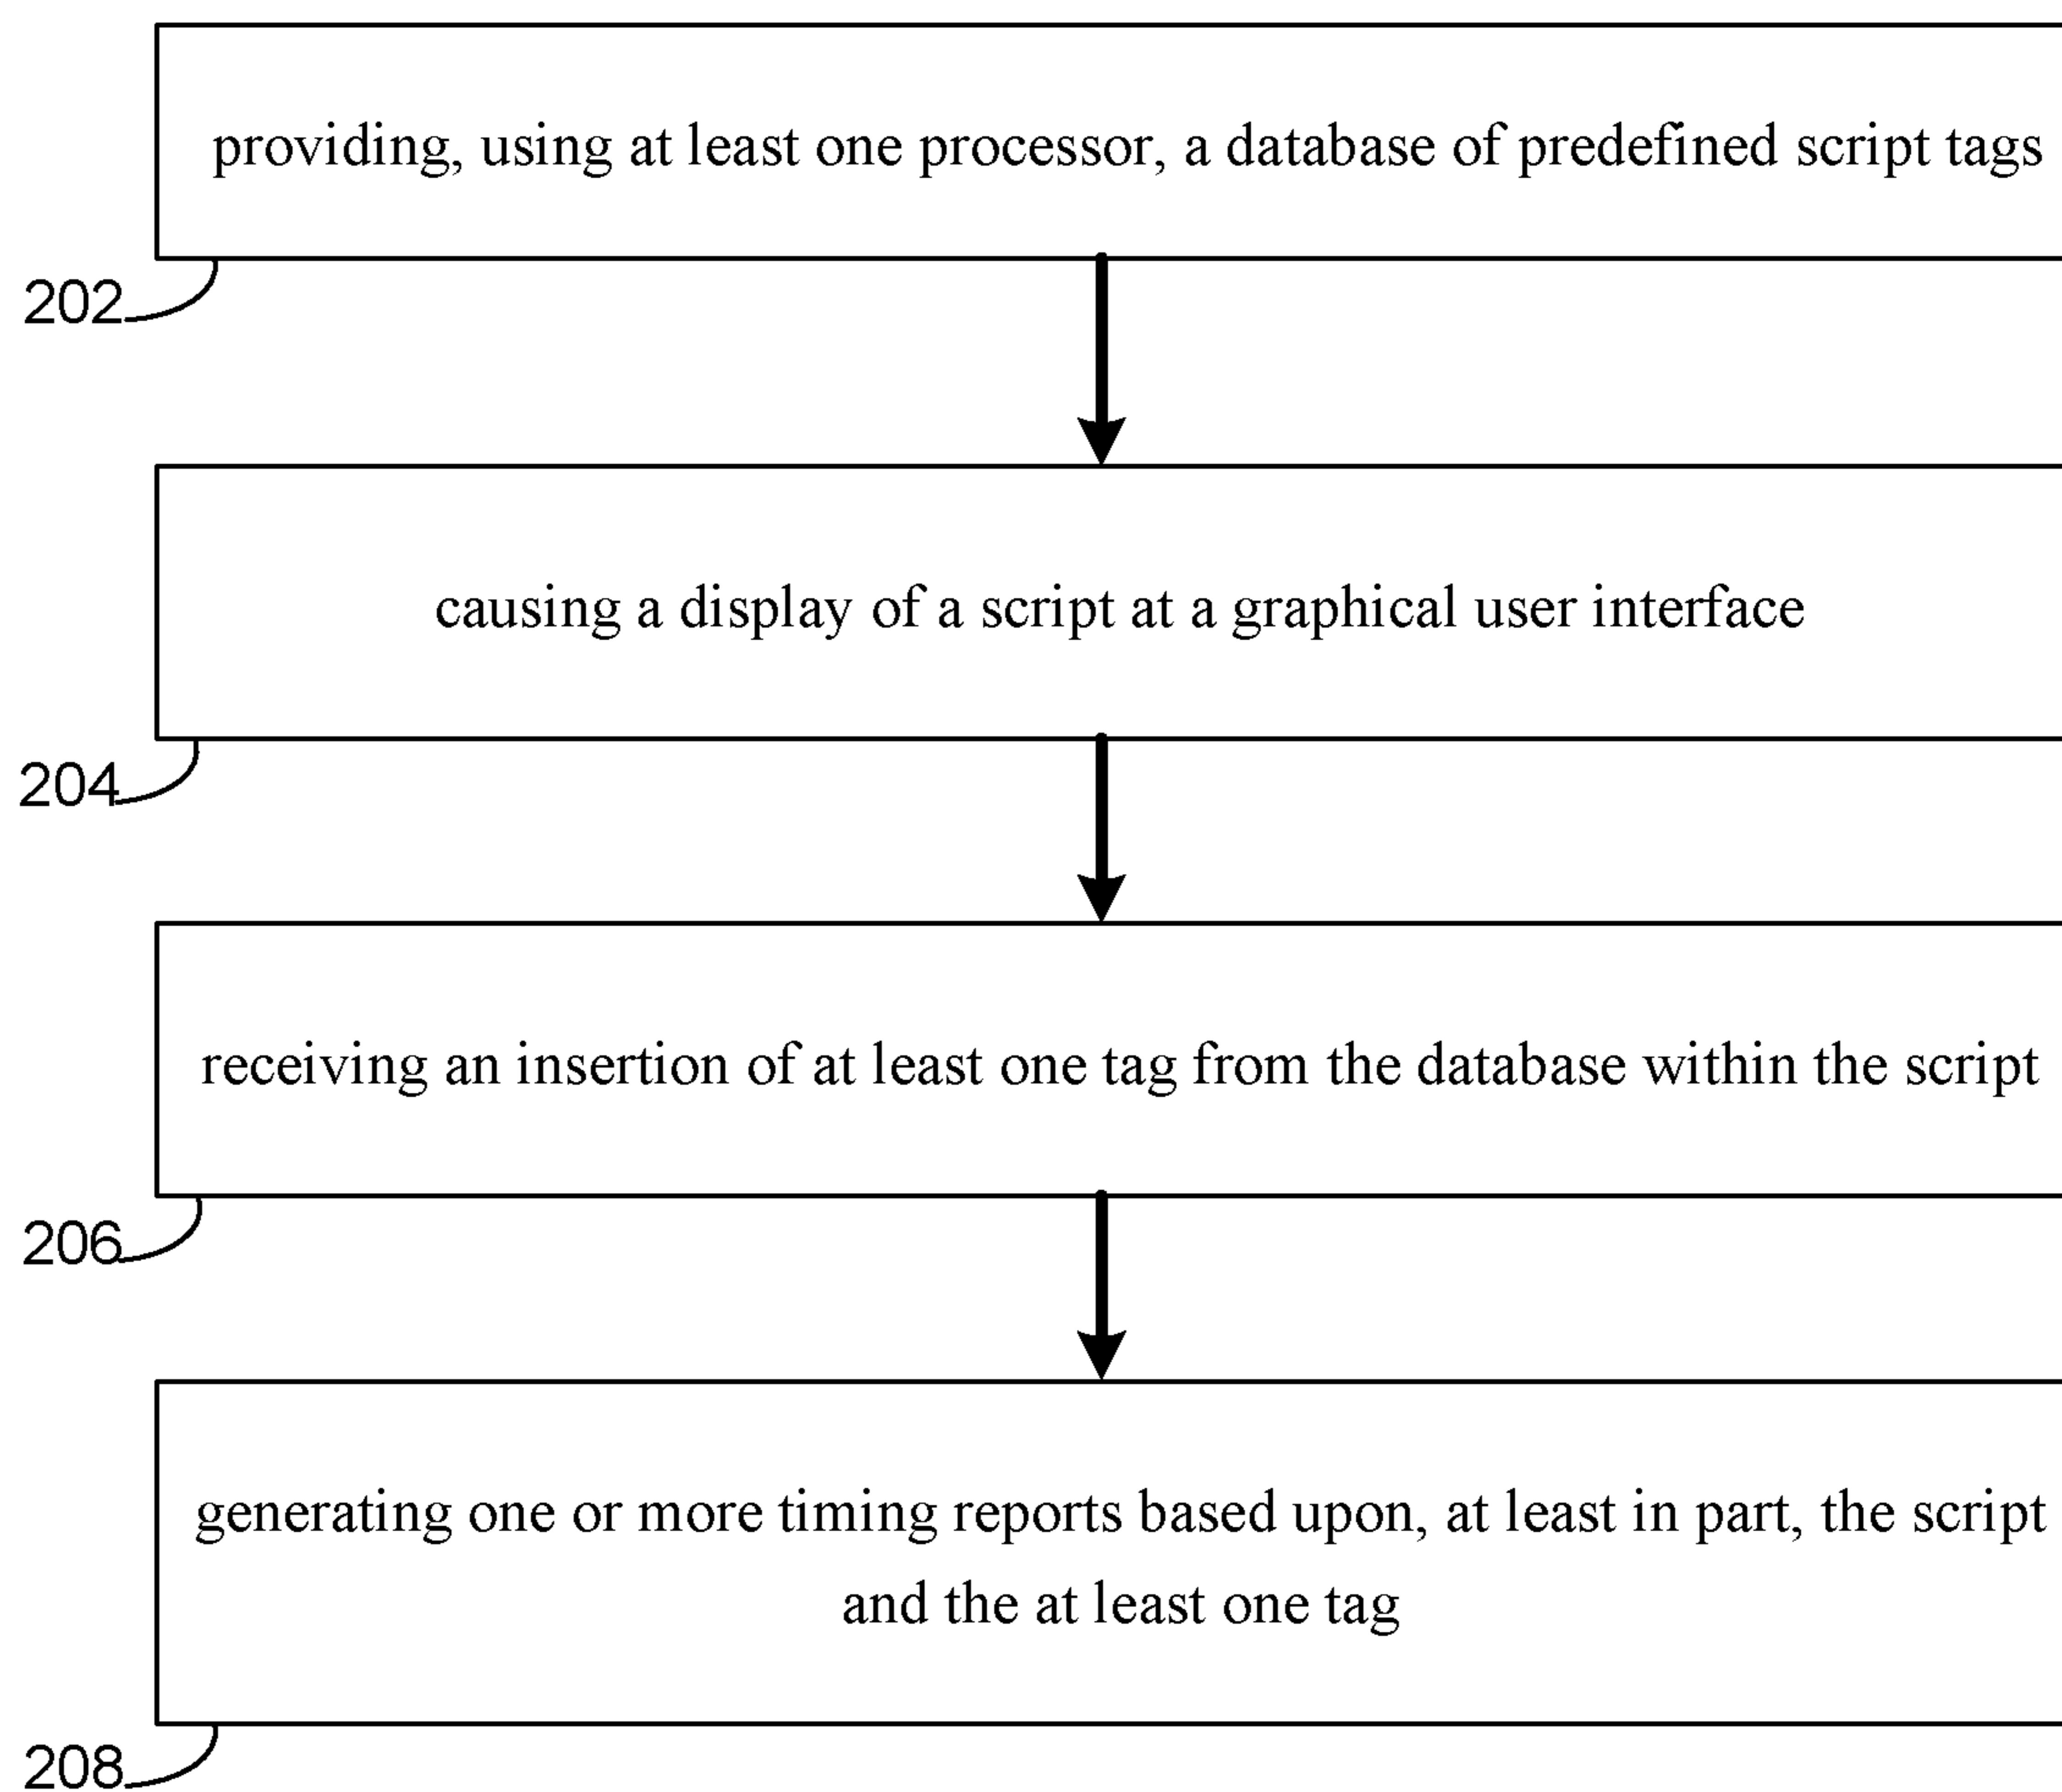 providing, using at least one processor, a database of predefined script tags
202
causing a display of a script at a graphical user interface
204
receiving an insertion of at least one tag from the database within the script
206
generating one or more timing reports based upon, at least in part, the script
and the at least one tag
208